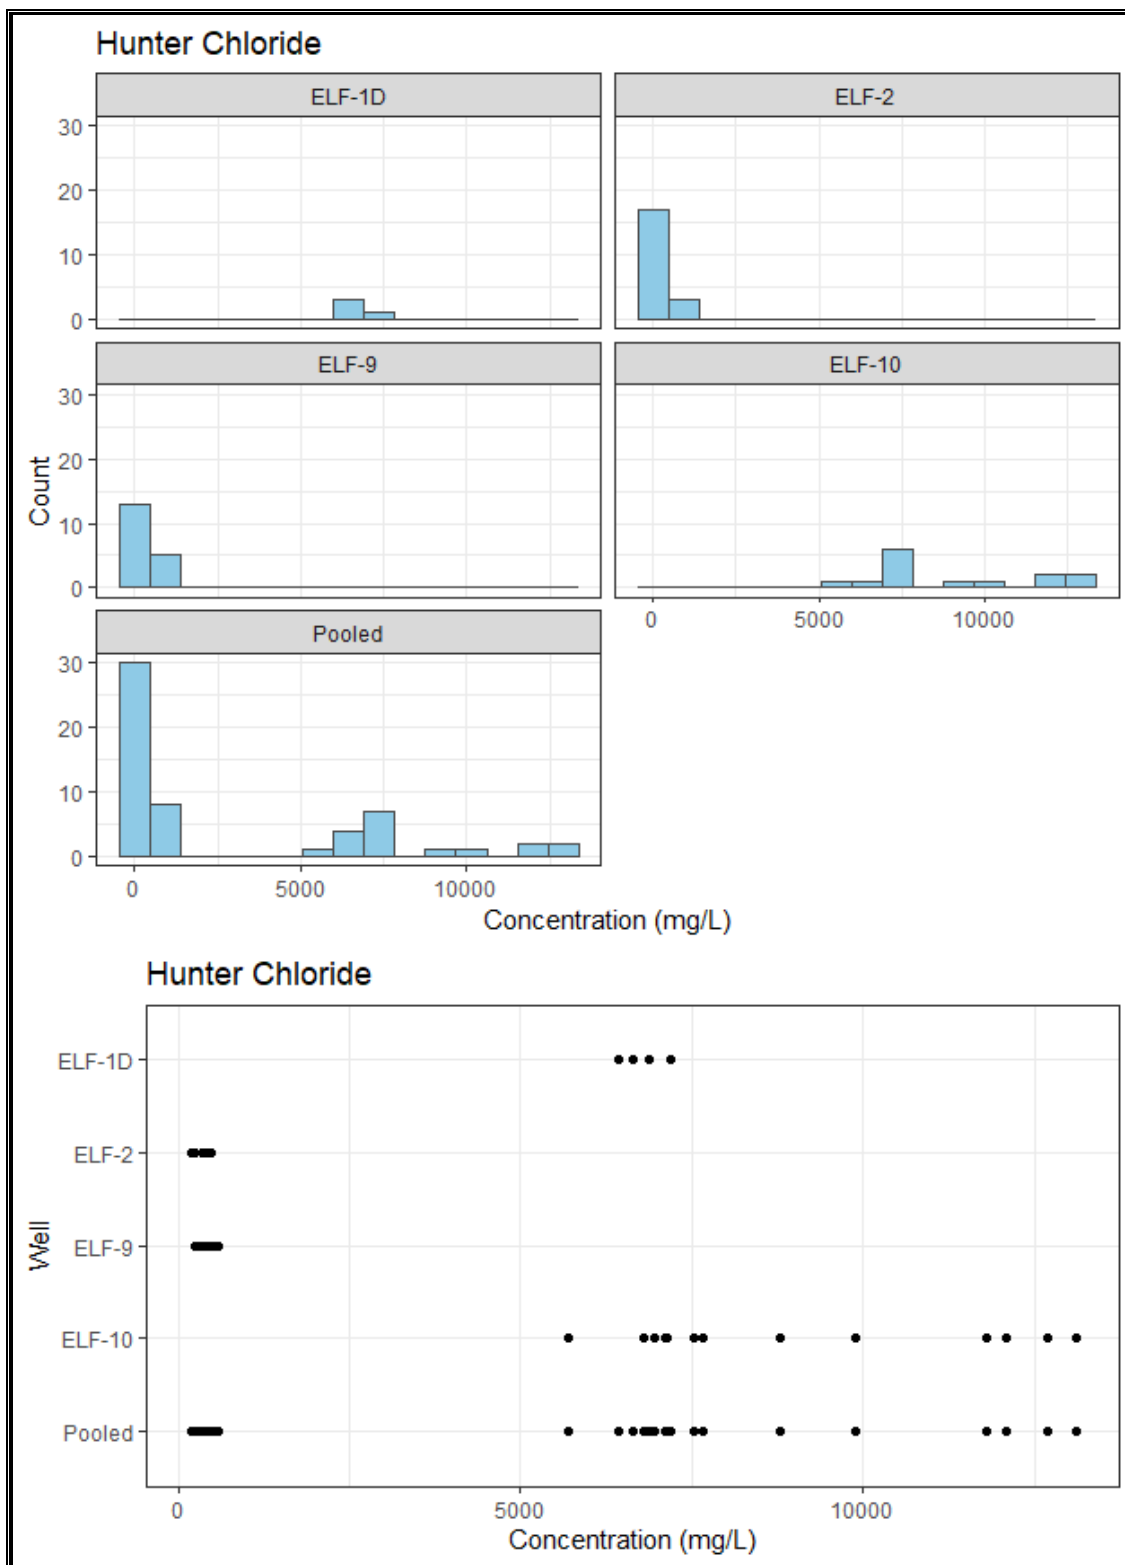 Hunter Chloride
ELF-1D
ELF-2
30
20
10
0
ELF-9
ELF-10
30
20
10
0
Count
0
5000
10000
Pooled
30
20
10
0
0
5000
10000
Concentration (mg/L)
Hunter Chloride
ELF-1D
ELF-2
ELF-9
ELF-10
Pooled
Well
0
5000
10000
Concentration (mg/L)